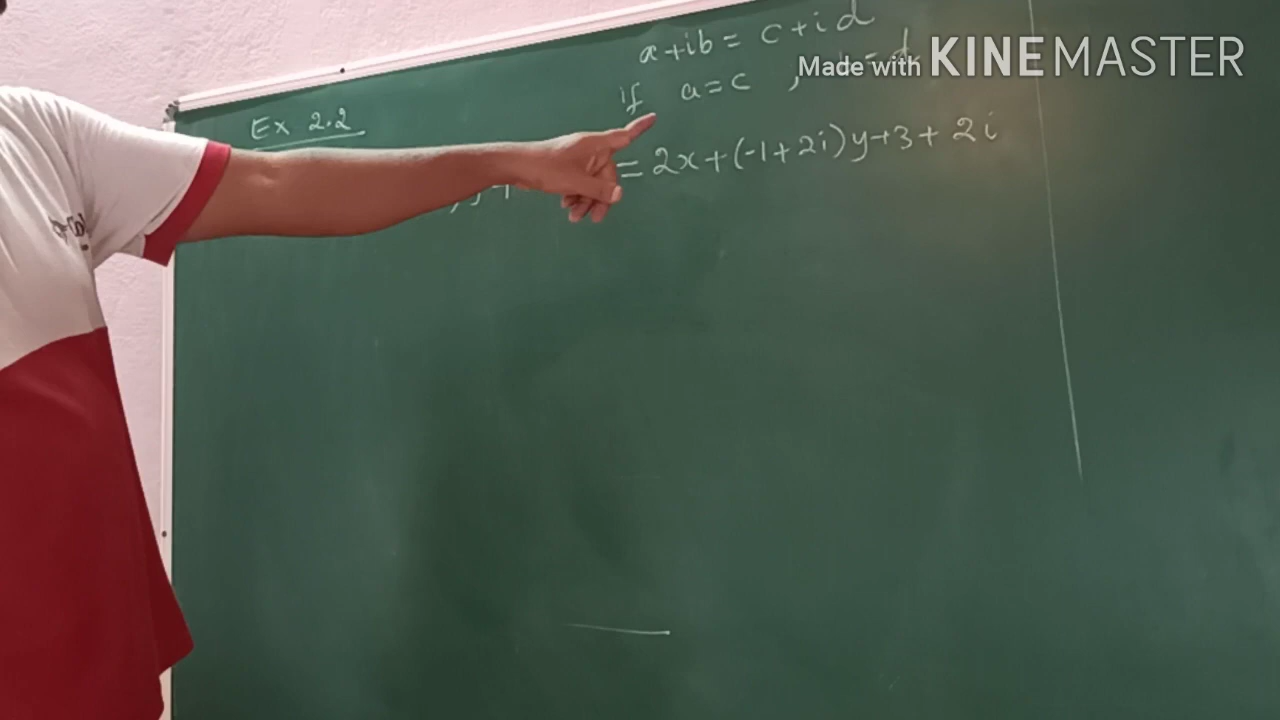 a+ib = c+id
if a=c ,
Made with KINEMASTER
Ex 2.2
= 2x+(-1+2i)y+3+2i